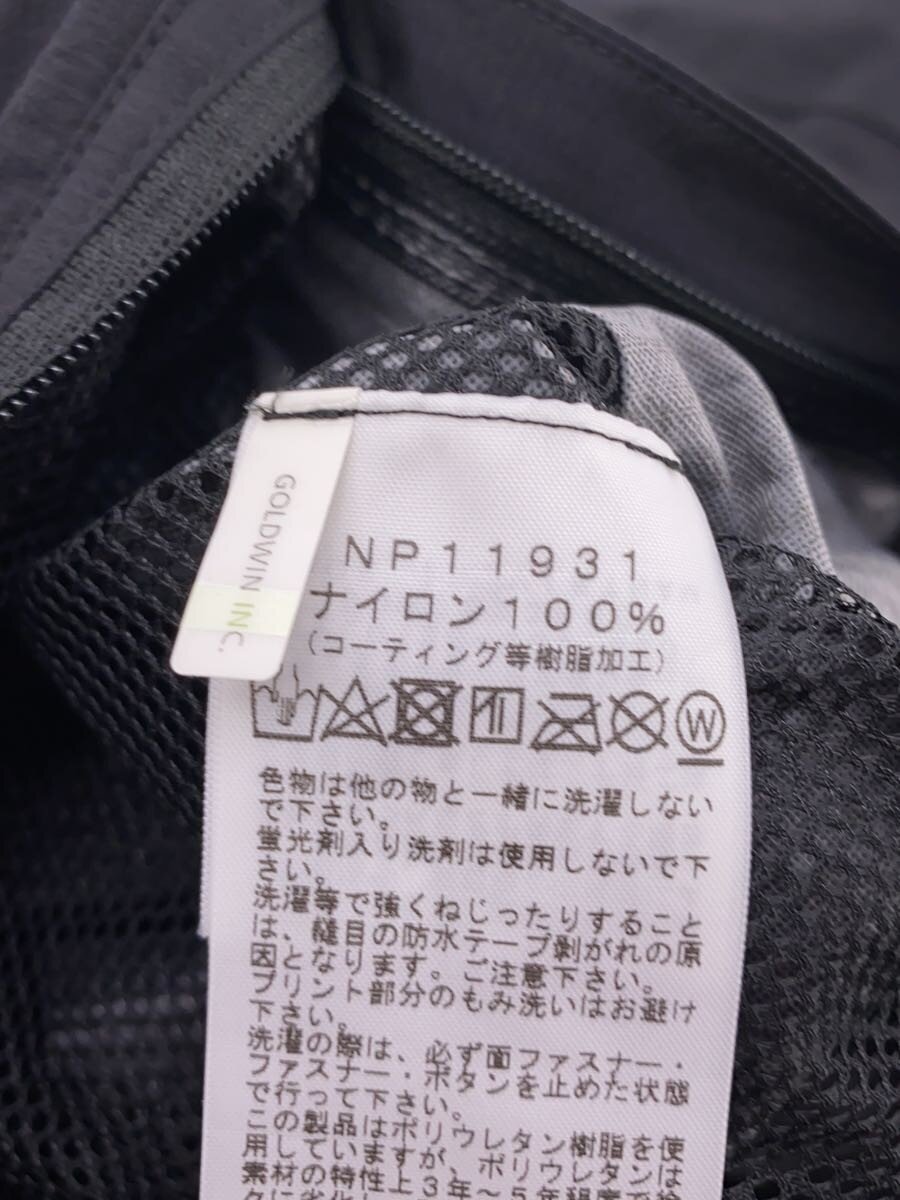 GOLDWIN INC.
NP11931
ナイロン100%
(コーティング等樹脂加工)
W
色物は他の物と一緒に洗濯しない
で下さい。
蛍光剤入り洗剤は使用しないで下
さい。
洗濯等で強くねじったりすること
は、縫目の防水テープ剥がれの原
因となります。ご注意下さい。
プリント部分のもみ洗いはお避け
下さい。
洗濯の際は、必ず面ファスナー・
ファスナー・ボタンを止めた状態
で行って下さい。
この製品はポリウレタン樹脂を使
用していますが、ポリウレタンは
素材の特性上3年～5年程度で